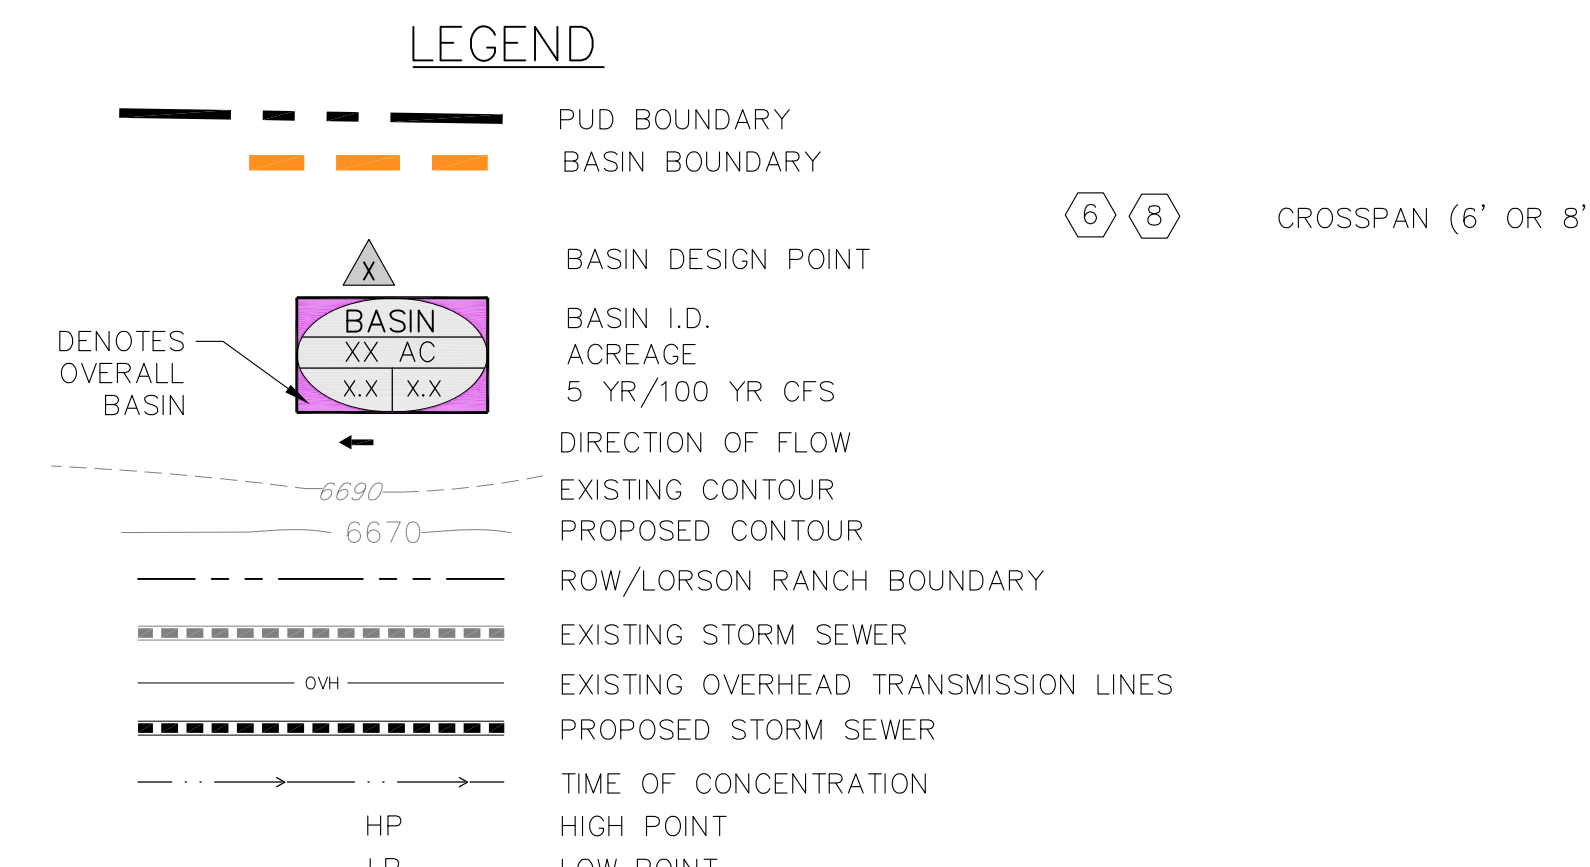 LEGEND
PUD BOUNDARY
BASIN BOUNDARY
6 8 CROSSPAN (6' OR 8'
X BASIN DESIGN POINT
DENOTES
OVERALL
BASIN
BASIN
XX AC
X.X X.X
BASIN I.D.
ACREAGE
5 YR/100 YR CFS
DIRECTION OF FLOW
6690 EXISTING CONTOUR
6670 PROPOSED CONTOUR
ROW/LORSON RANCH BOUNDARY
EXISTING STORM SEWER
OVH EXISTING OVERHEAD TRANSMISSION LINES
PROPOSED STORM SEWER
TIME OF CONCENTRATION
HP HIGH POINT
LP LOW POINT